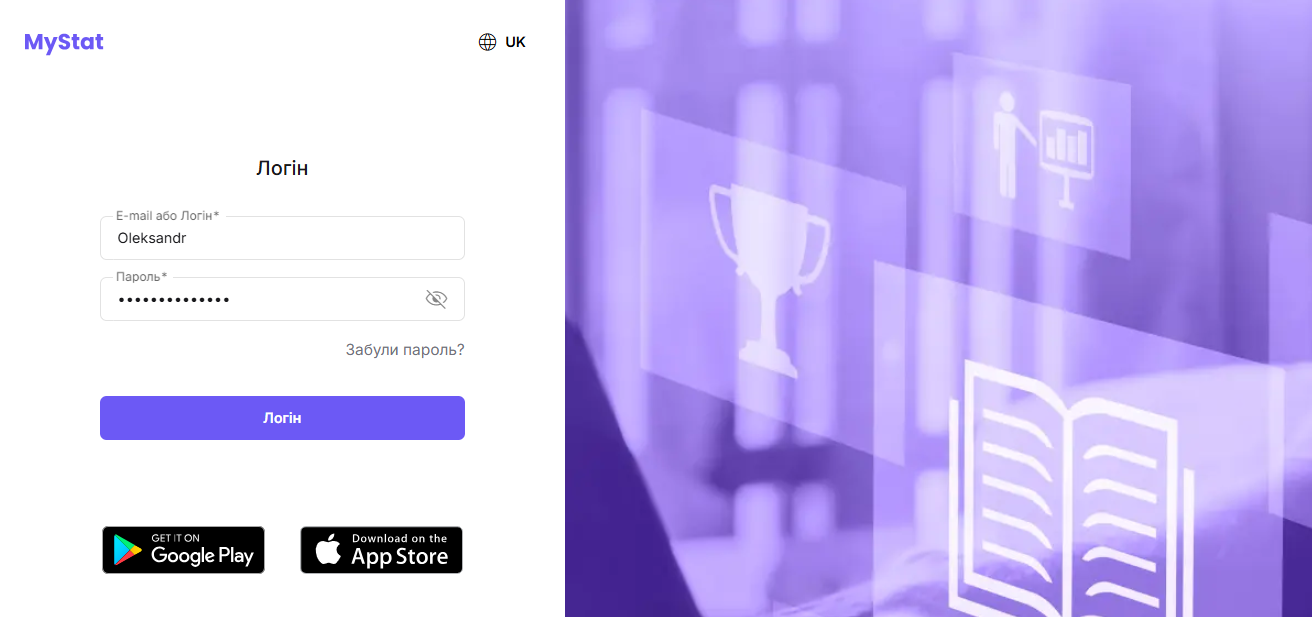 MyStat
UK
Логін
E-mail або Логін*
Oleksandr
Пароль*
••••••••••••••
Забули пароль?
Логін
GET IT ON
Google Play
Download on the
App Store